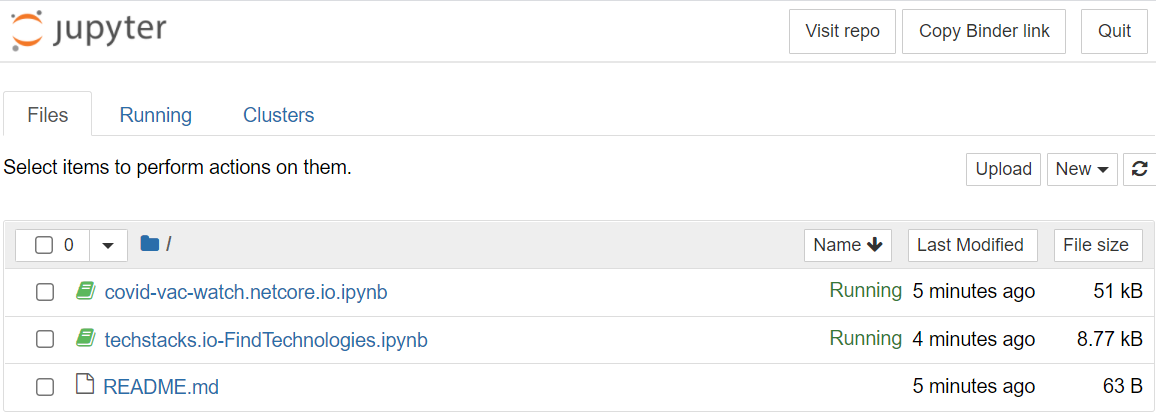 jupyter
Visit repo
Copy Binder link
Quit
Files
Running
Clusters
Select items to perform actions on them.
Upload
New
0
/
Name
Last Modified
File size
covid-vac-watch.netcore.io.ipynb Running 5 minutes ago 51 kB
techstacks.io-FindTechnologies.ipynb Running 4 minutes ago 8.77 kB
README.md 5 minutes ago 63 B